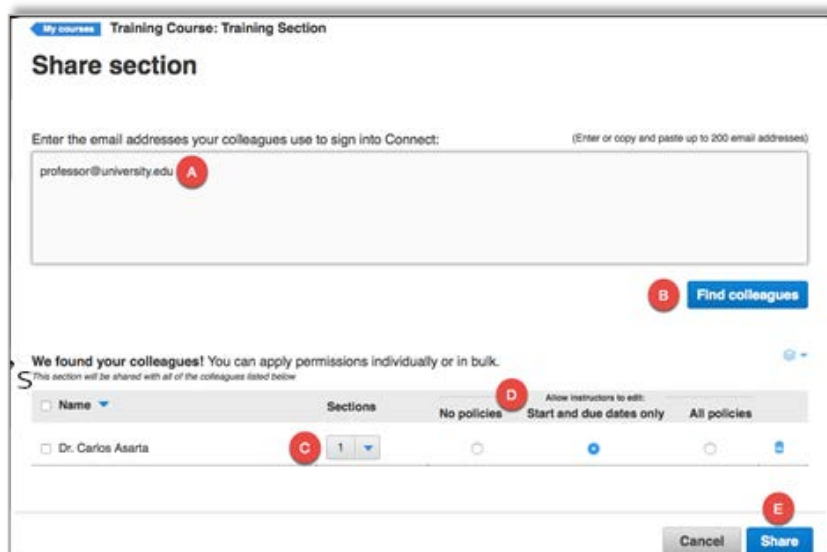 My courses Training Course: Training Section
Share section
Enter the email addresses your colleagues use to sign into Connect: (Enter or copy and paste up to 200 email addresses)
professor@university.edu A
B Find colleagues
We found your colleagues! You can apply permissions individually or in bulk.
s This section will be shared with all of the colleagues listed below
D Allow instructors to edit:
Name Sections No policies Start and due dates only All policies
Dr. Carlos Asarta C 1
E
Cancel Share